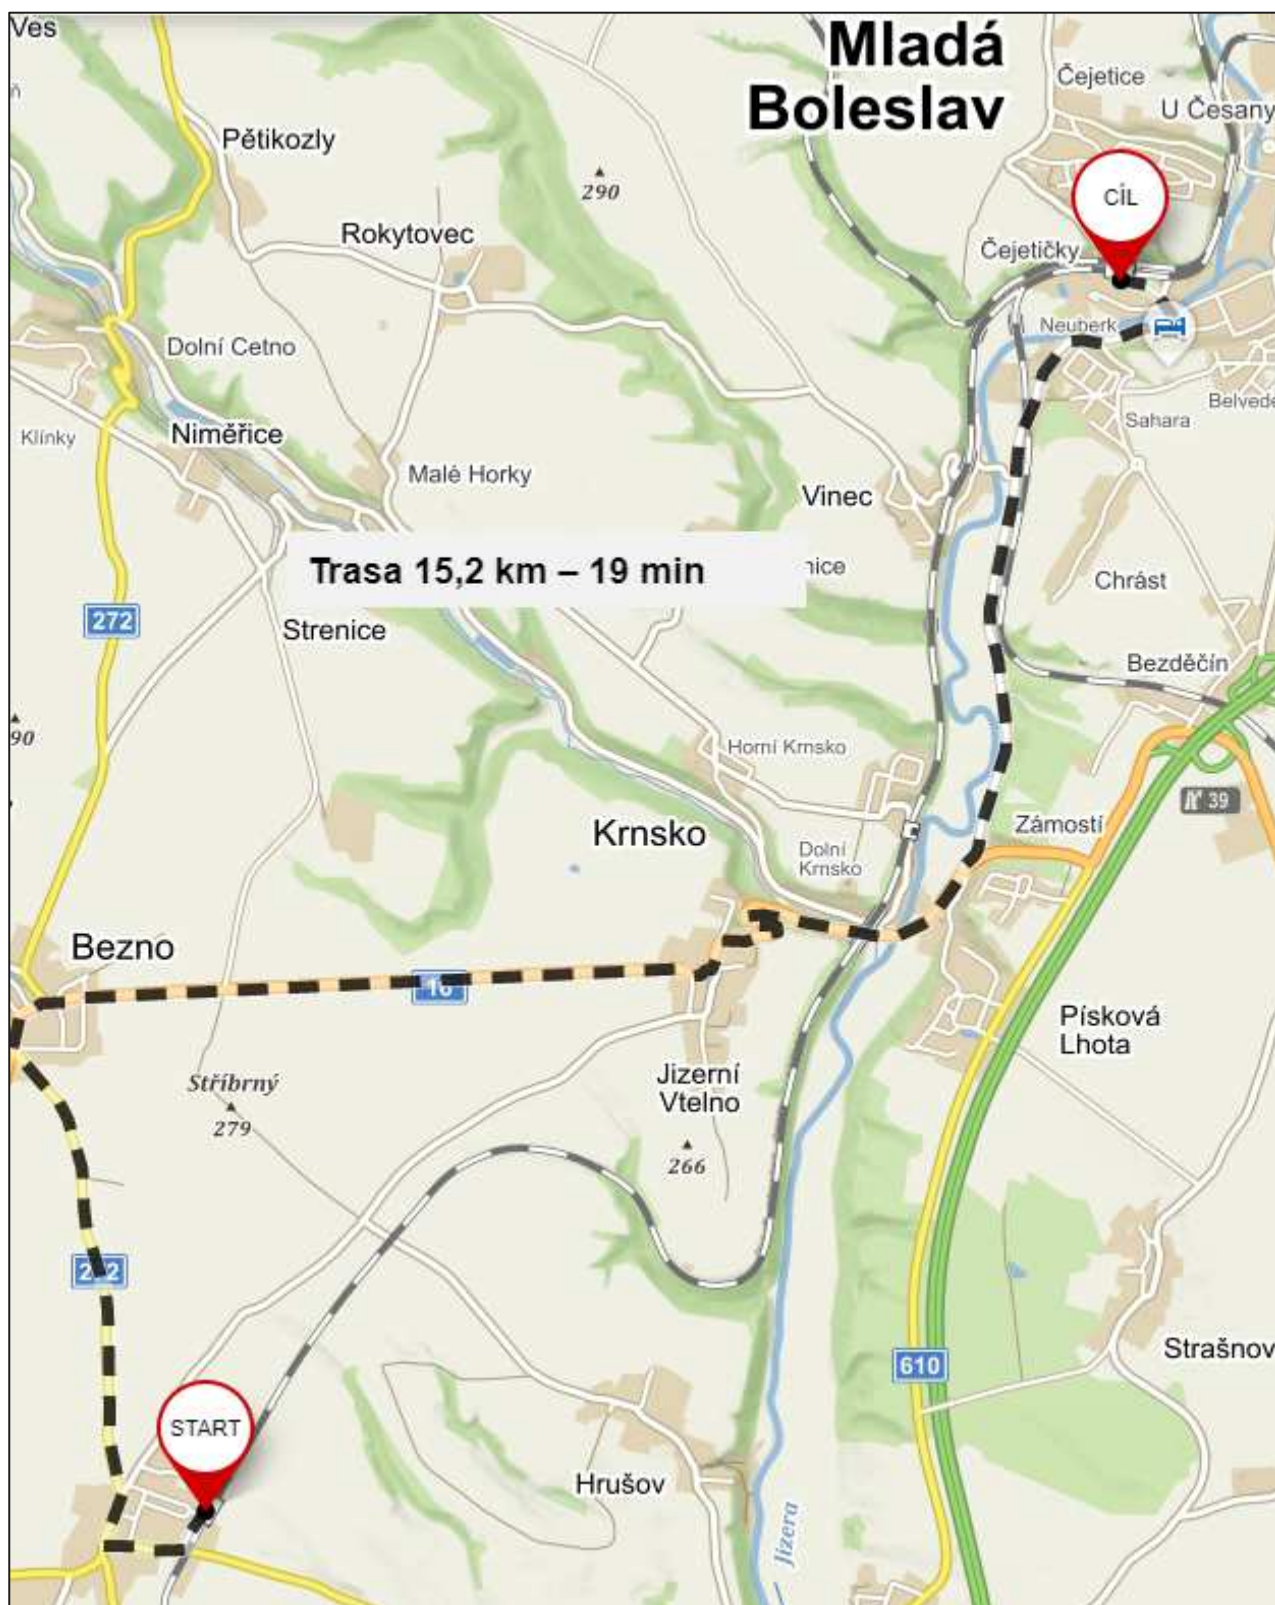 Ves
Mladá
Boleslav
Čejetice
U Česany
Pětikozly
290
CÍL
Rokytovec
Čejetičky
Neuberk
Dolní Cetno
Belvede
Sahara
Klínky
Niměřice
Malé Horky
Vinec
Trasa 15,2 km – 19 min
nice
Chrást
272
Strenice
Bezděčín
90
Horní Krnsko
39
Krnsko
Zámostí
Dolní
Krnsko
Bezno
16
Písková
Lhota
Stříbrný
279
Jizerní
Vtelno
266
Strašnov
610
START
Hrušov
Jizera